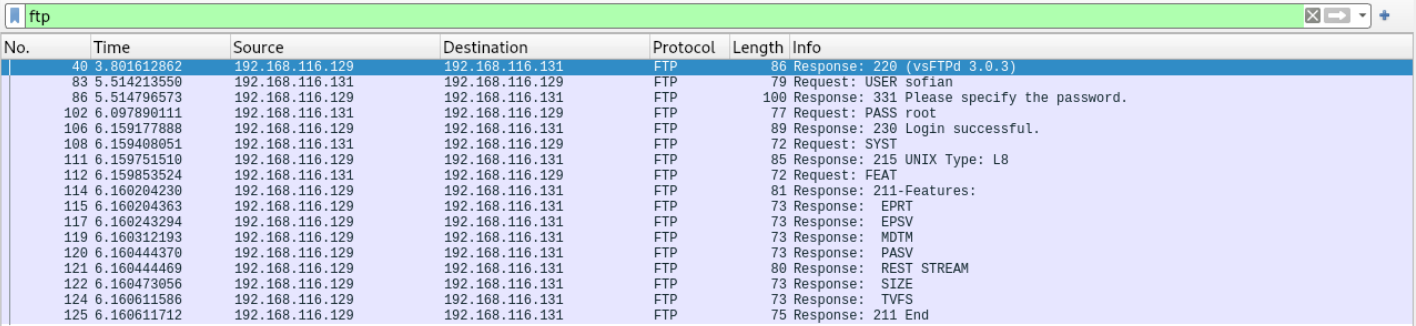 ftp
No. Time Source Destination Protocol Length Info
40 3.801612862 192.168.116.129 192.168.116.131 FTP 86 Response: 220 (vsFTPd 3.0.3)
83 5.514213550 192.168.116.131 192.168.116.129 FTP 79 Request: USER sofian
86 5.514796573 192.168.116.129 192.168.116.131 FTP 100 Response: 331 Please specify the password.
102 6.097890111 192.168.116.131 192.168.116.129 FTP 77 Request: PASS root
106 6.159177888 192.168.116.129 192.168.116.131 FTP 89 Response: 230 Login successful.
108 6.159408051 192.168.116.131 192.168.116.129 FTP 72 Request: SYST
111 6.159751510 192.168.116.129 192.168.116.131 FTP 85 Response: 215 UNIX Type: L8
112 6.159853524 192.168.116.131 192.168.116.129 FTP 72 Request: FEAT
114 6.160204230 192.168.116.129 192.168.116.131 FTP 81 Response: 211-Features:
115 6.160204363 192.168.116.129 192.168.116.131 FTP 73 Response: EPRT
117 6.160243294 192.168.116.129 192.168.116.131 FTP 73 Response: EPSV
119 6.160312193 192.168.116.129 192.168.116.131 FTP 73 Response: MDTM
120 6.160444370 192.168.116.129 192.168.116.131 FTP 73 Response: PASV
121 6.160444469 192.168.116.129 192.168.116.131 FTP 80 Response: REST STREAM
122 6.160473056 192.168.116.129 192.168.116.131 FTP 73 Response: SIZE
124 6.160611586 192.168.116.129 192.168.116.131 FTP 73 Response: TVFS
125 6.160611712 192.168.116.129 192.168.116.131 FTP 75 Response: 211 End